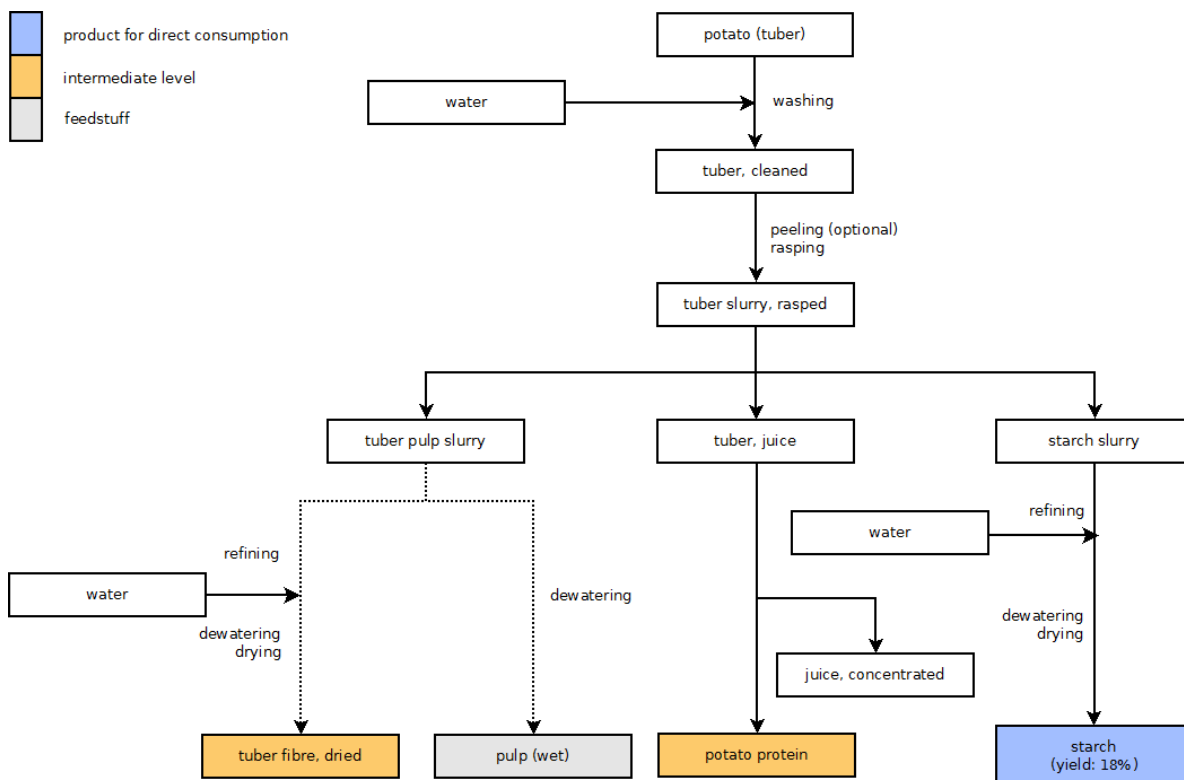 product for direct consumption
intermediate level
feedstuff
potato (tuber)
water
washing
tuber, cleaned
peeling (optional)
rasping
tuber slurry, rasped
tuber pulp slurry
tuber, juice
starch slurry
refining
water
refining
water
dewatering
dewatering
drying
dewatering
drying
juice, concentrated
tuber fibre, dried
pulp (wet)
potato protein
starch
(yield: 18%)